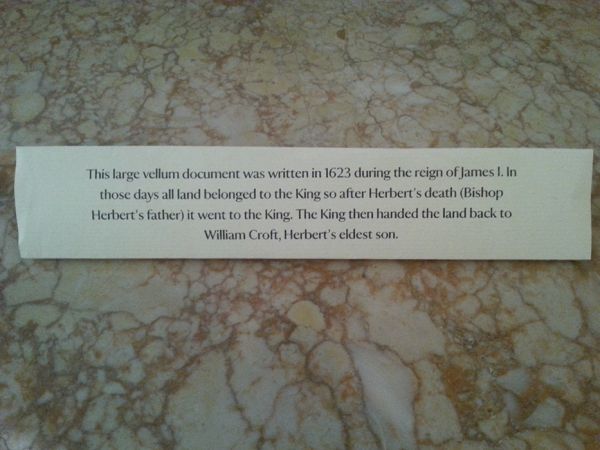 This large vellum document was written in 1623 during the reign of James I. In
those days all land belonged to the King so after Herbert's death (Bishop
Herbert's father) it went to the King. The King then handed the land back to
William Croft, Herbert's eldest son.